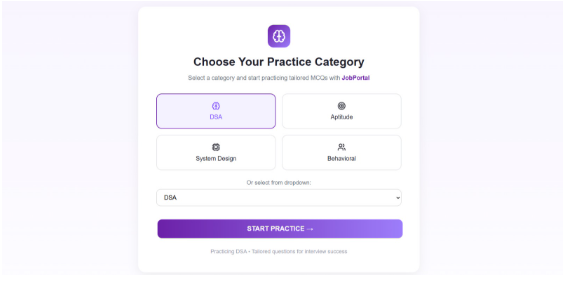 Choose Your Practice Category
Select a category and start practicing tailored MCQs with JobPortal
DSA
Aptitude
System Design
Behavioral
Or select from dropdown:
DSA
START PRACTICE →
Practicing DSA • Tailored questions for interview success